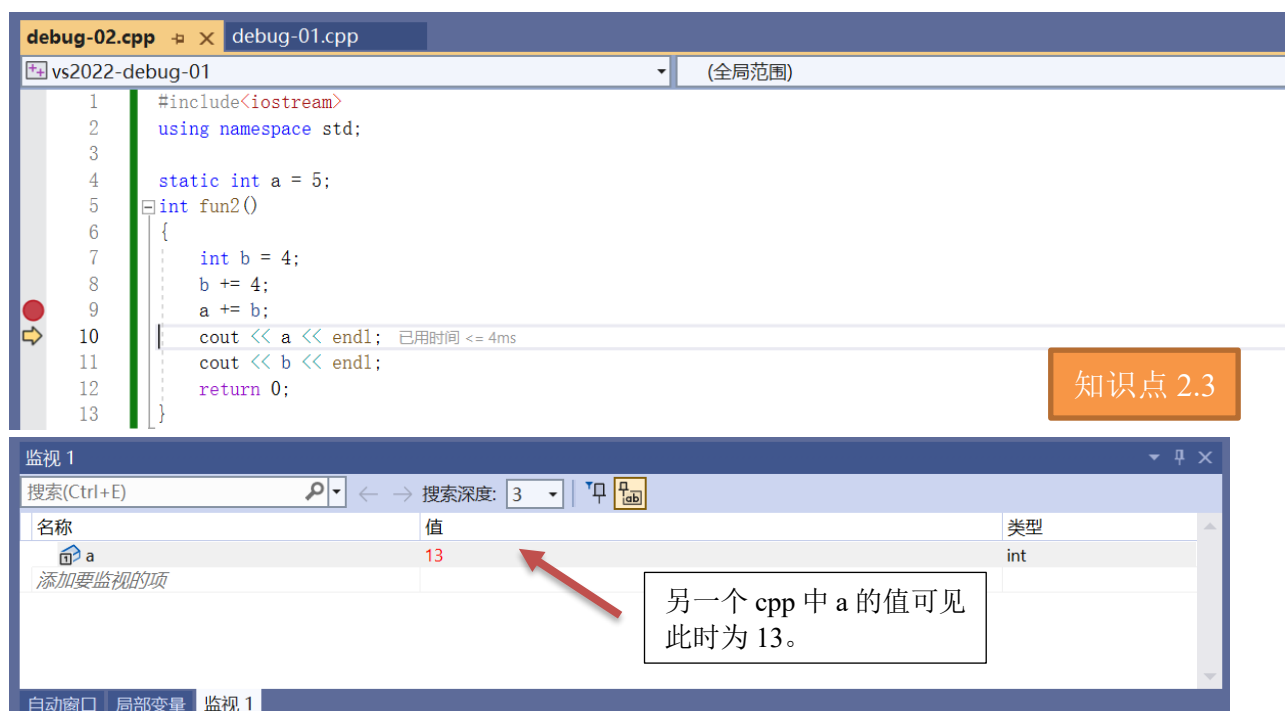 debug-02.cpp debug-01.cpp
vs2022-debug-01 (全局范围)
1 #include<iostream>
2 using namespace std;
3
4 static int a = 5;
5 int fun2()
6 {
7 int b = 4;
8 b += 4;
9 a += b;
10 cout << a << endl; 已用时间 <= 4ms
11 cout << b << endl;
12 return 0;
13 }
知识点 2.3
监视 1
搜索(Ctrl+E) 搜索深度: 3
名称 值 类型
a 13 int
添加要监视的项
另一个 cpp 中 a 的值可见
此时为 13。
自动窗口 局部变量 监视 1